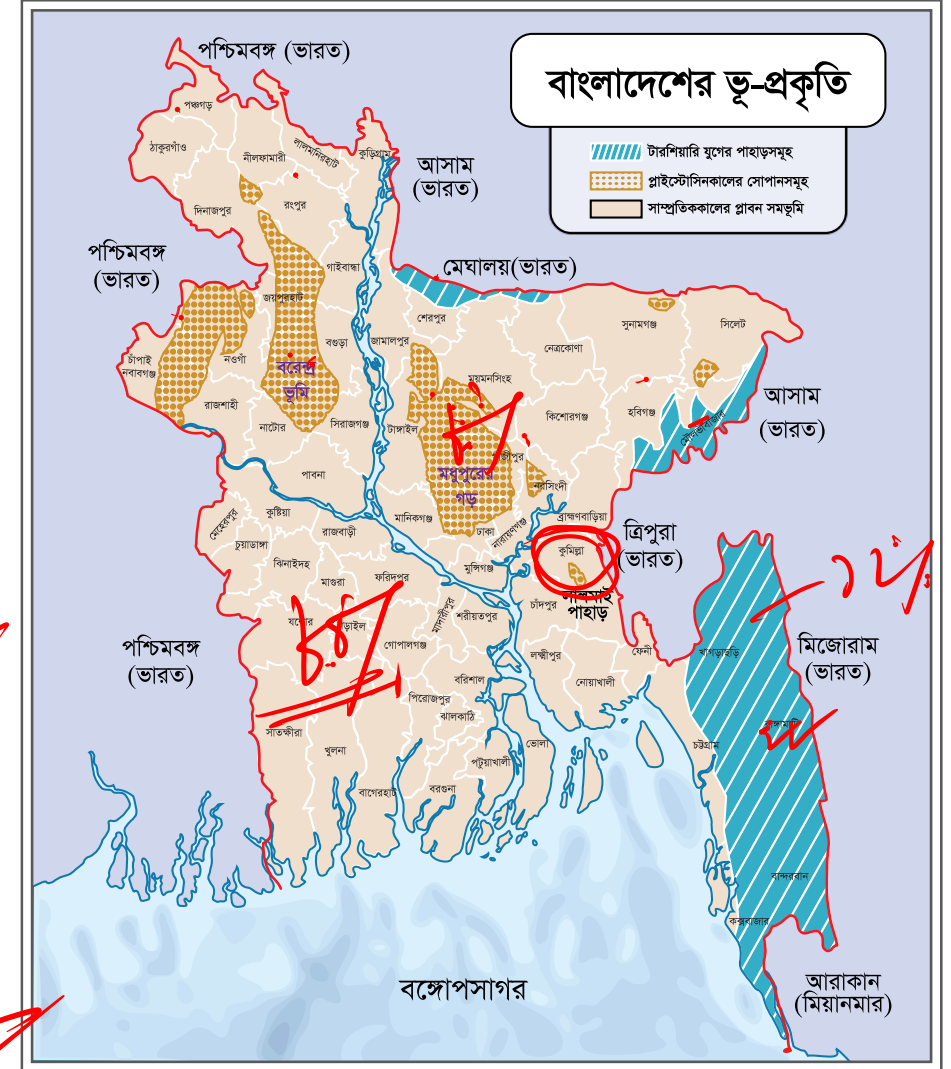 পশ্চিমবঙ্গ (ভারত)
বাংলাদেশের ভূ-প্রকৃতি
টারশিয়ারি যুগের পাহাড়সমূহ
প্লাইস্টোসিনকালের সোপানসমূহ
সাম্প্রতিককালের প্লাবন সমভূমি
পঞ্চগড়
ঠাকুরগাঁও
নীলফামারী
লালমনিরহাট
কুড়িগ্রাম
আসাম
(ভারত)
দিনাজপুর
রংপুর
পশ্চিমবঙ্গ
(ভারত)
গাইবান্ধা
মেঘালয়(ভারত)
জয়পুরহাট
শেরপুর
সুনামগঞ্জ
সিলেট
চাঁপাই
নবাবগঞ্জ
নওগাঁ
বগুড়া
জামালপুর
নেত্রকোণা
বরেন্দ্র
ভূমি
ময়মনসিংহ
আসাম
(ভারত)
রাজশাহী
নাটোর
সিরাজগঞ্জ
টাঙ্গাইল
কিশোরগঞ্জ
হবিগঞ্জ
মৌলভীবাজার
৮%
গাজীপুর
মধুপুরের
গড়
পাবনা
নরসিংদী
মেহেরপুর
কুষ্টিয়া
রাজবাড়ী
মানিকগঞ্জ
ঢাকা
নারায়ণগঞ্জ
ব্রাহ্মণবাড়িয়া
ত্রিপুরা
(ভারত)
চুয়াডাঙ্গা
ঝিনাইদহ
মাগুরা
ফরিদপুর
মুন্সিগঞ্জ
কুমিল্লা
লালমাই
পাহাড়
১২%
যশোর
নড়াইল
৮০%
মাদারীপুর
শরীয়তপুর
চাঁদপুর
গোপালগঞ্জ
পশ্চিমবঙ্গ
(ভারত)
লক্ষ্মীপুর
ফেনী
খাগড়াছড়ি
মিজোরাম
(ভারত)
বরিশাল
পিরোজপুর
ঝালকাঠি
নোয়াখালী
সাতক্ষীরা
খুলনা
বাগেরহাট
বরগুনা
পটুয়াখালী
ভোলা
চট্টগ্রাম
রাঙ্গামাটি
বান্দরবান
কক্সবাজার
বঙ্গোপসাগর
আরাকান
(মিয়ানমার)